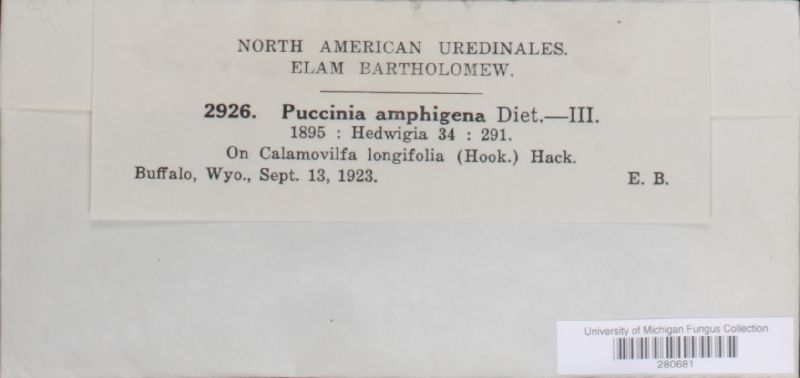 NORTH AMERICAN UREDINALES.
ELAM BARTHOLOMEW.
2926. Puccinia amphigena Diet.—III.
1895 : Hedwigia 34 : 291.
On Calamovilfa longifolia (Hook.) Hack.
Buffalo, Wyo., Sept. 13, 1923. E. B.
University of Michigan Fungus Collection
280681